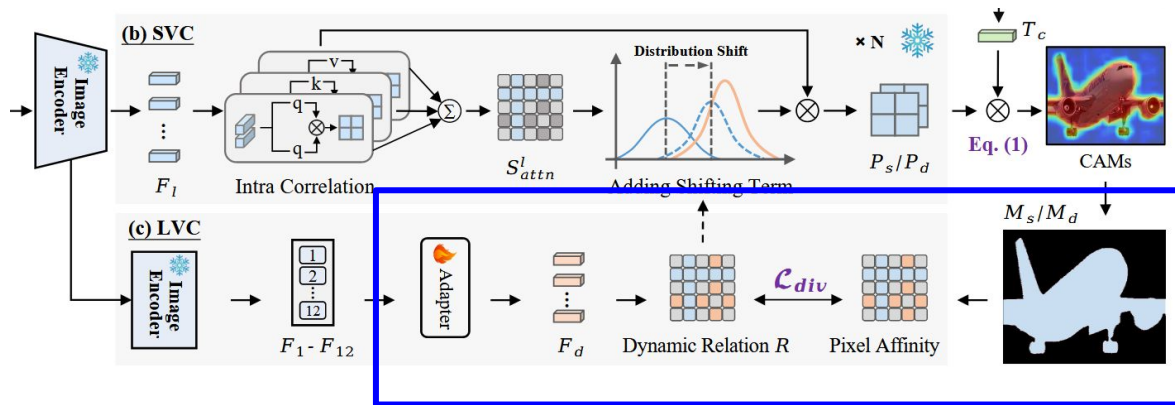 (b) SVC
Image Encoder
F_l
v
k
q
q
Intra Correlation
Σ
S^l_attn
Distribution Shift
Adding Shifting Term
× N
P_s/P_d
T_c
Eq. (1)
CAMs
(c) LVC
Image Encoder
1
2
12
F_1 - F_12
Adapter
F_d
Dynamic Relation R
ℒ_div
Pixel Affinity
M_s/M_d